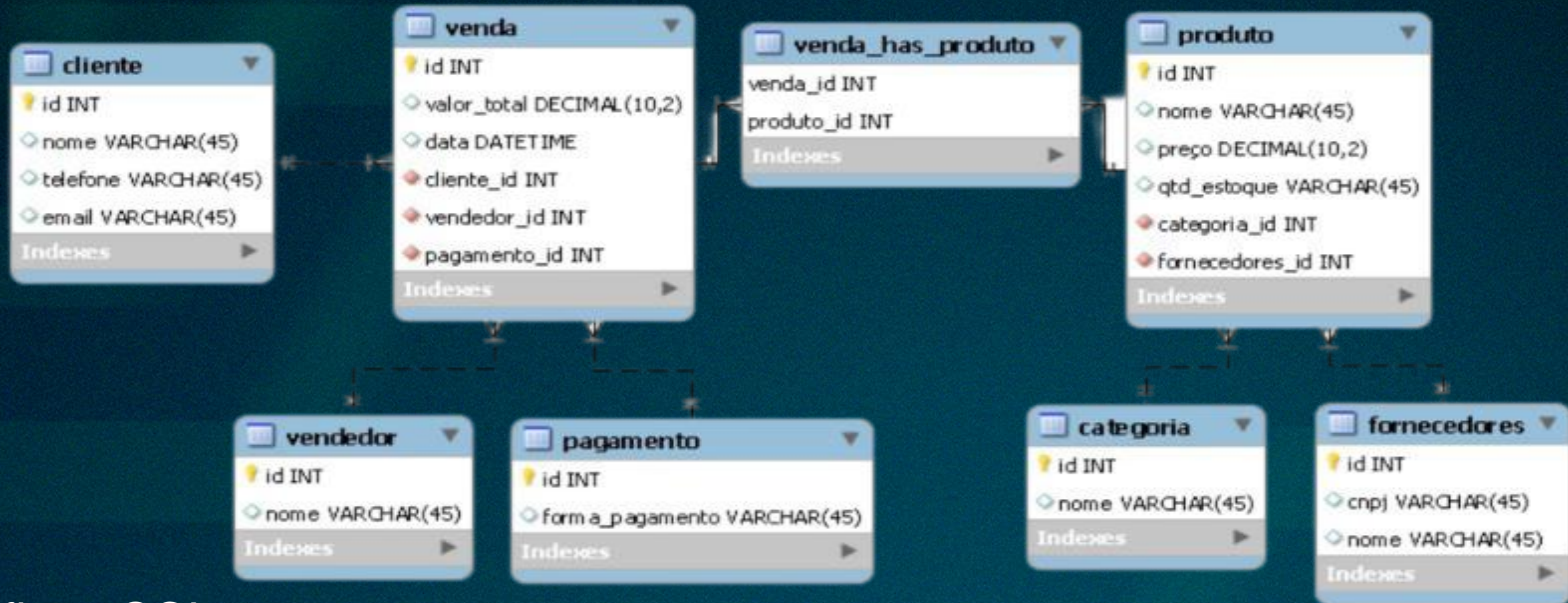 cliente
id INT
nome VARCHAR(45)
telefone VARCHAR(45)
email VARCHAR(45)
Indexes
venda
id INT
valor_total DECIMAL(10,2)
data DATETIME
cliente_id INT
vendedor_id INT
pagamento_id INT
Indexes
venda_has_produto
venda_id INT
produto_id INT
Indexes
produto
id INT
nome VARCHAR(45)
preço DECIMAL(10,2)
qtd_estoque VARCHAR(45)
categoria_id INT
fornecedores_id INT
Indexes
vendedor
id INT
nome VARCHAR(45)
Indexes
pagamento
id INT
forma_pagamento VARCHAR(45)
Indexes
categoria
id INT
nome VARCHAR(45)
Indexes
fornecedores
id INT
cnpj VARCHAR(45)
nome VARCHAR(45)
Indexes